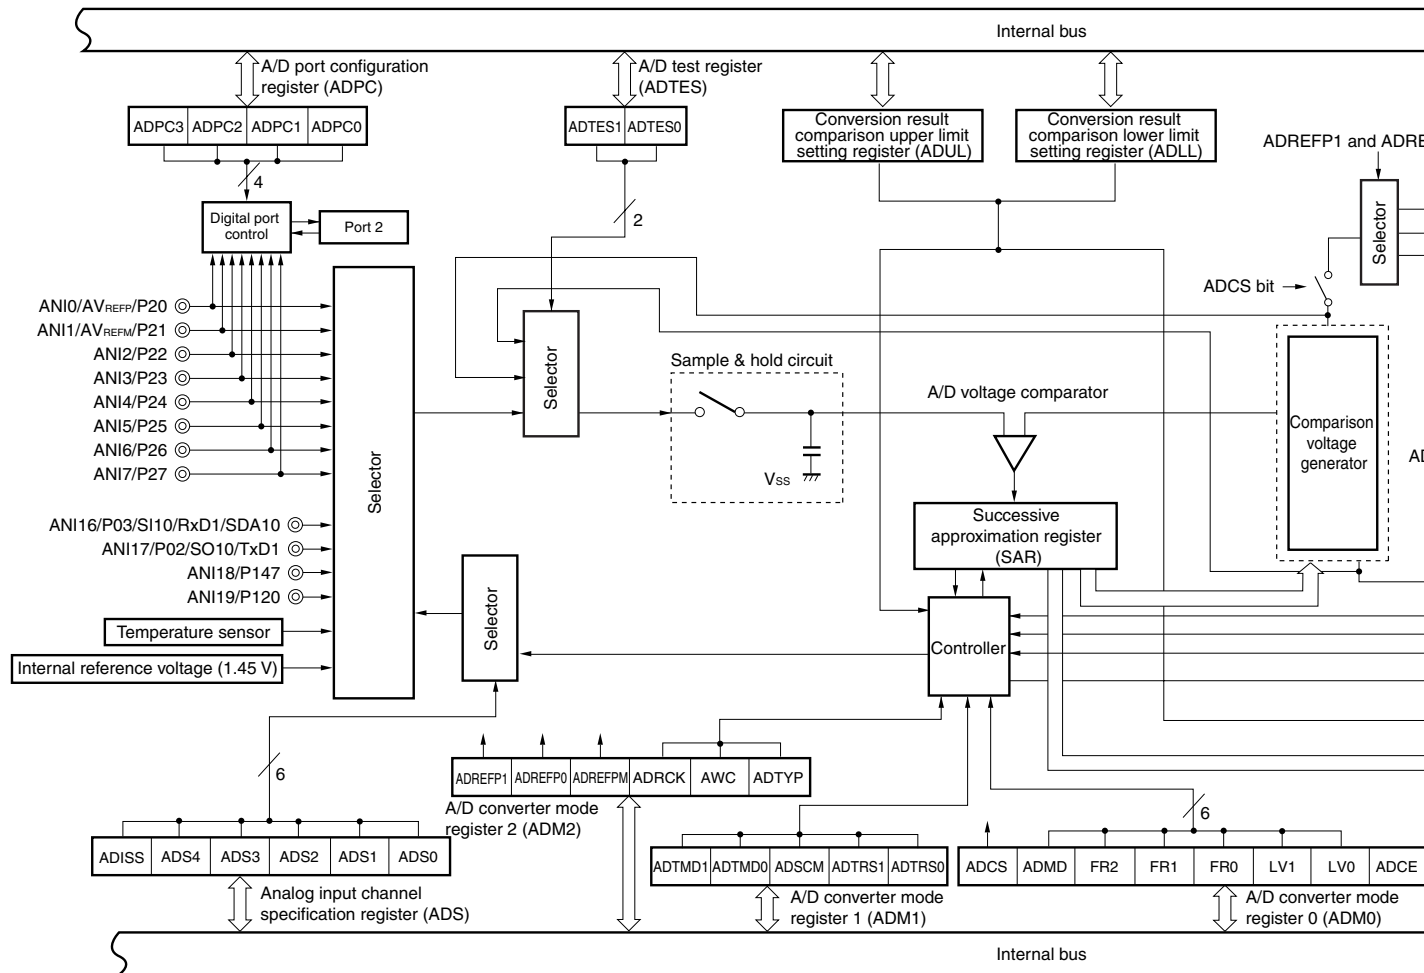 Internal bus
A/D port configuration
register (ADPC)
A/D test register
(ADTES)
ADPC3 ADPC2 ADPC1 ADPC0
ADTES1 ADTES0
Conversion result
comparison upper limit
setting register (ADUL)
Conversion result
comparison lower limit
setting register (ADLL)
ADREFP1 and ADRE
4
2
Digital port
control
Port 2
Selector
ADCS bit
ANI0/AVREFP/P20
ANI1/AVREFM/P21
ANI2/P22
ANI3/P23
ANI4/P24
ANI5/P25
ANI6/P26
ANI7/P27
Selector
Selector
Sample & hold circuit
VSS
A/D voltage comparator
Comparison
voltage
generator
AD
ANI16/P03/SI10/RxD1/SDA10
ANI17/P02/SO10/TxD1
ANI18/P147
ANI19/P120
Temperature sensor
Internal reference voltage (1.45 V)
Selector
Successive
approximation register
(SAR)
Controller
6
ADREFP1 ADREFP0 ADREFPM ADRCK AWC ADTYP
A/D converter mode
register 2 (ADM2)
6
ADISS ADS4 ADS3 ADS2 ADS1 ADS0
ADTMD1 ADTMD0 ADSCM ADTRS1 ADTRS0
ADCS ADMD FR2 FR1 FR0 LV1 LV0 ADCE
Analog input channel
specification register (ADS)
A/D converter mode
register 1 (ADM1)
A/D converter mode
register 0 (ADM0)
Internal bus